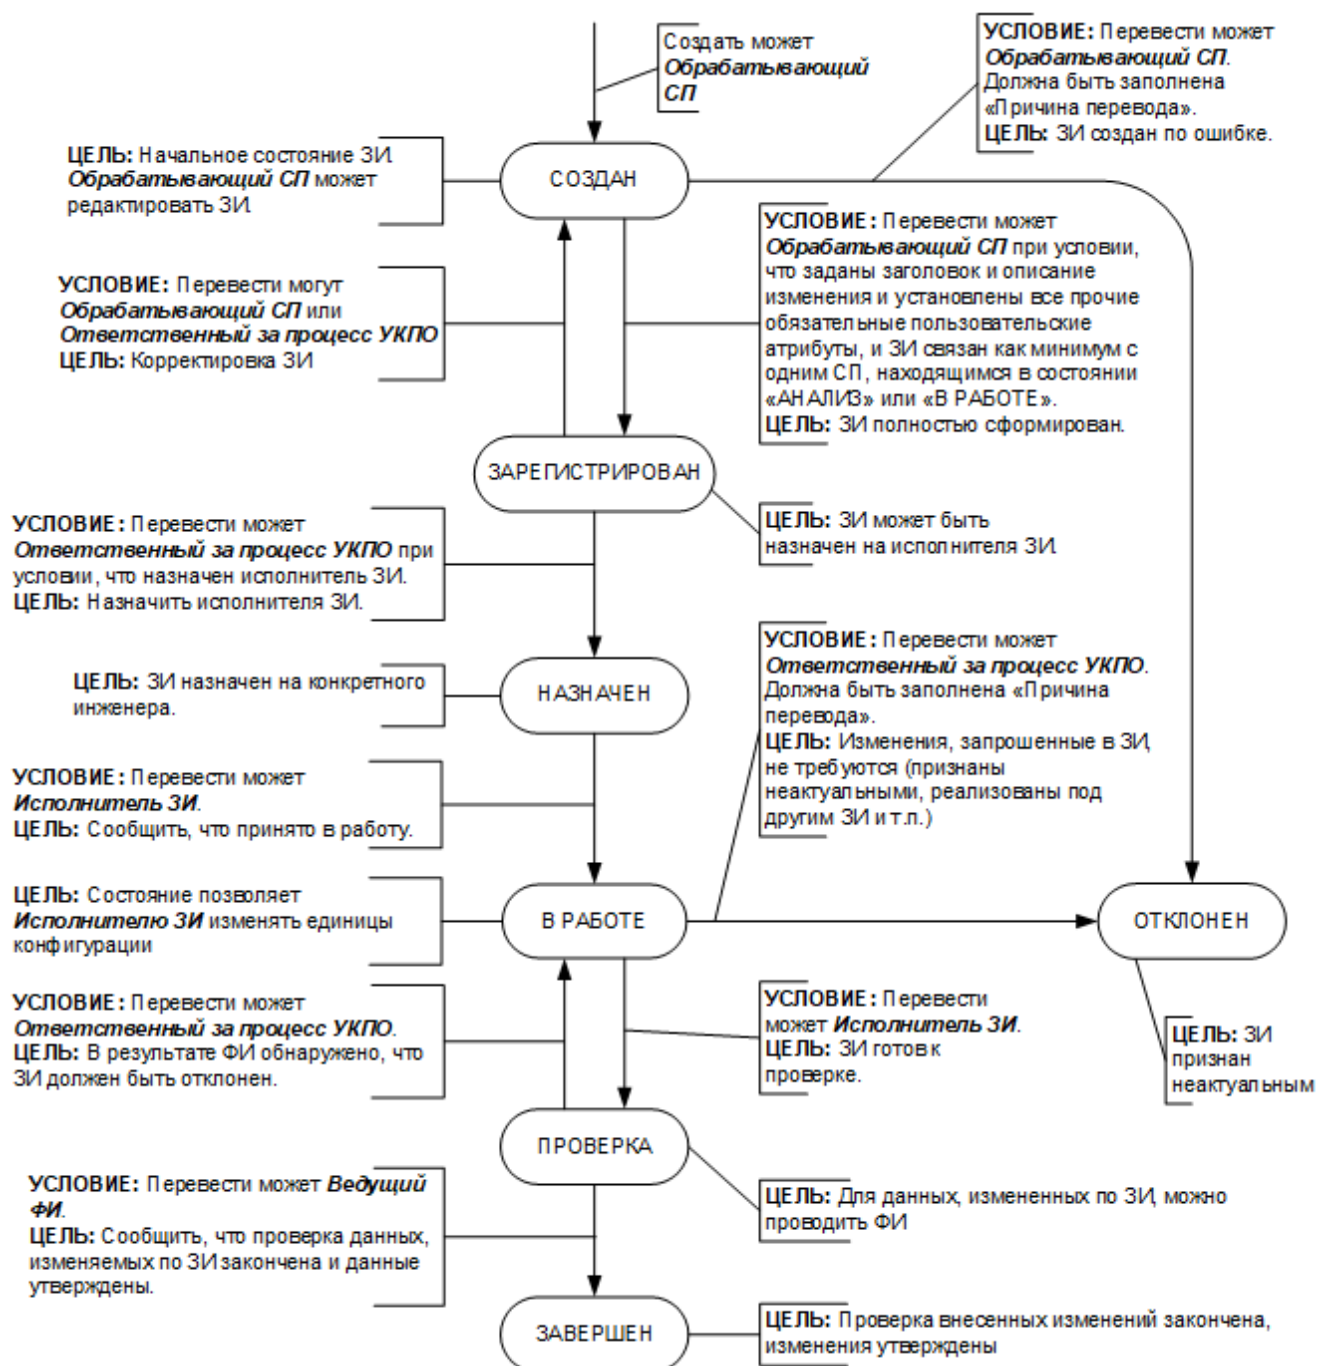 Создать может
Обрабатывающий
СП
УСЛОВИЕ: Перевести может
Обрабатывающий СП.
Должна быть заполнена
«Причина перевода».
ЦЕЛЬ: ЗИ создан по ошибке.
ЦЕЛЬ: Начальное состояние ЗИ.
Обрабатывающий СП может
редактировать ЗИ.
СОЗДАН
УСЛОВИЕ: Перевести могут
Обрабатывающий СП или
Ответственный за процесс УКПО
ЦЕЛЬ: Корректировка ЗИ
УСЛОВИЕ: Перевести может
Обрабатывающий СП при условии,
что заданы заголовок и описание
изменения и установлены все прочие
обязательные пользовательские
атрибуты, и ЗИ связан как минимум с
одним СП, находящимся в состоянии
«АНАЛИЗ» или «В РАБОТЕ».
ЦЕЛЬ: ЗИ полностью сформирован.
ЗАРЕГИСТРИРОВАН
УСЛОВИЕ: Перевести может
Ответственный за процесс УКПО при
условии, что назначен исполнитель ЗИ.
ЦЕЛЬ: Назначить исполнителя ЗИ.
ЦЕЛЬ: ЗИ может быть
назначен на исполнителя ЗИ.
ЦЕЛЬ: ЗИ назначен на конкретного
инженера.
НАЗНАЧЕН
УСЛОВИЕ: Перевести может
Ответственный за процесс УКПО.
Должна быть заполнена «Причина
перевода».
ЦЕЛЬ: Изменения, запрошенные в ЗИ,
не требуются (признаны
неактуальными, реализованы под
другим ЗИ и т.п.)
УСЛОВИЕ: Перевести может
Исполнитель ЗИ.
ЦЕЛЬ: Сообщить, что принято в работу.
ЦЕЛЬ: Состояние позволяет
Исполнителю ЗИ изменять единицы
конфигурации
В РАБОТЕ
ОТКЛОНЕН
УСЛОВИЕ: Перевести может
Ответственный за процесс УКПО.
ЦЕЛЬ: В результате ФИ обнаружено, что
ЗИ должен быть отклонен.
УСЛОВИЕ: Перевести
может Исполнитель ЗИ.
ЦЕЛЬ: ЗИ готов к
проверке.
ЦЕЛЬ: ЗИ
признан
неактуальным
ПРОВЕРКА
УСЛОВИЕ: Перевести может Ведущий
ФИ.
ЦЕЛЬ: Сообщить, что проверка данных,
изменяемых по ЗИ закончена и данные
утверждены.
ЦЕЛЬ: Для данных, измененных по ЗИ, можно
проводить ФИ
ЗАВЕРШЕН
ЦЕЛЬ: Проверка внесенных изменений закончена,
изменения утверждены